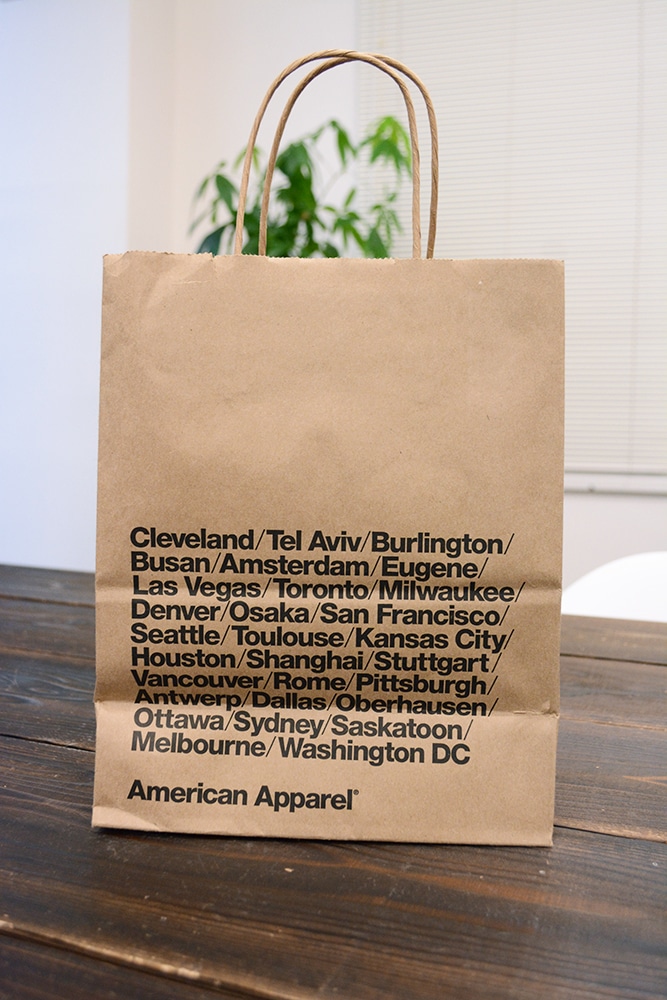 Cleveland/Tel Aviv/Burlington/
Busan/Amsterdam/Eugene/
Las Vegas/Toronto/Milwaukee/
Denver/Osaka/San Francisco/
Seattle/Toulouse/Kansas City/
Houston/Shanghai/Stuttgart/
Vancouver/Rome/Pittsburgh/
Antwerp/Dallas/Oberhausen/
Ottawa/Sydney/Saskatoon/
Melbourne/Washington DC
American Apparel®